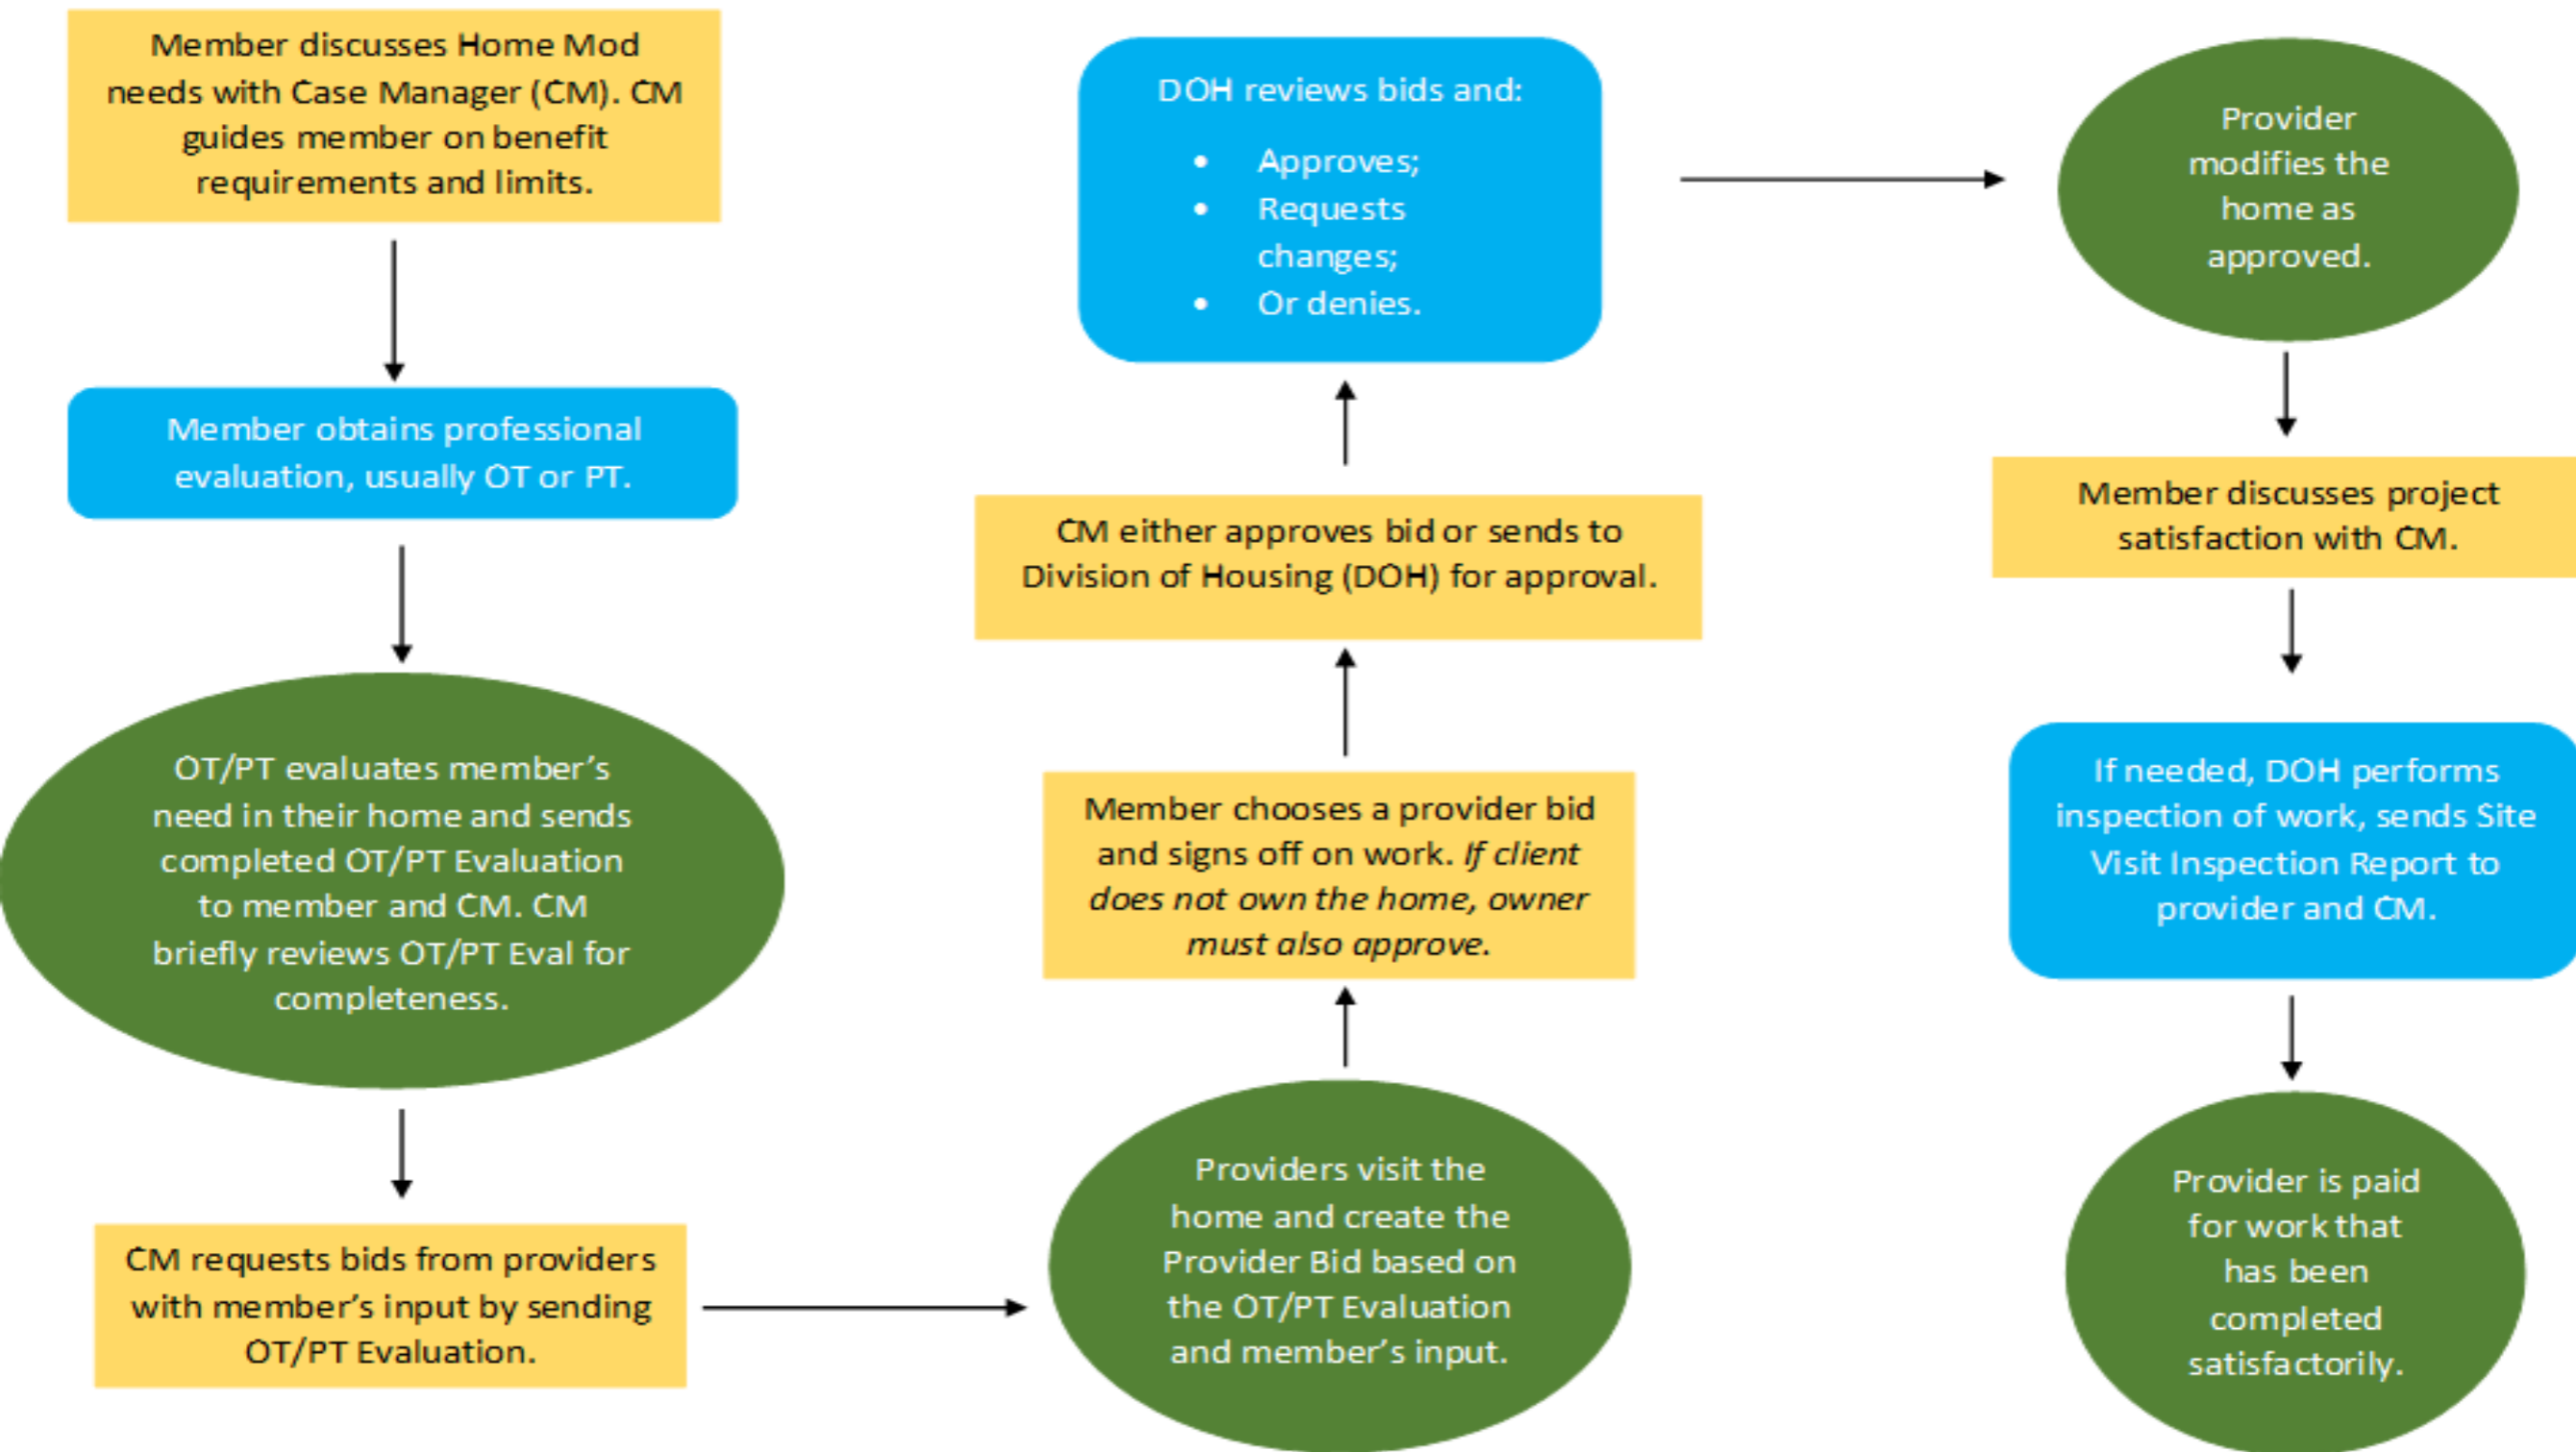 Member discusses Home Mod
needs with Case Manager (CM). CM
guides member on benefit
requirements and limits.
Member obtains professional
evaluation, usually OT or PT.
OT/PT evaluates member’s
need in their home and sends
completed OT/PT Evaluation
to member and CM. CM
briefly reviews OT/PT Eval for
completeness.
CM requests bids from providers
with member’s input by sending
OT/PT Evaluation.
Providers visit the
home and create the
Provider Bid based on
the OT/PT Evaluation
and member’s input.
Member chooses a provider bid
and signs off on work. If client
does not own the home, owner
must also approve.
CM either approves bid or sends to
Division of Housing (DOH) for approval.
DOH reviews bids and:
• Approves;
• Requests
changes;
• Or denies.
Provider
modifies the
home as
approved.
Member discusses project
satisfaction with CM.
If needed, DOH performs
inspection of work, sends Site
Visit Inspection Report to
provider and CM.
Provider is paid
for work that
has been
completed
satisfactorily.